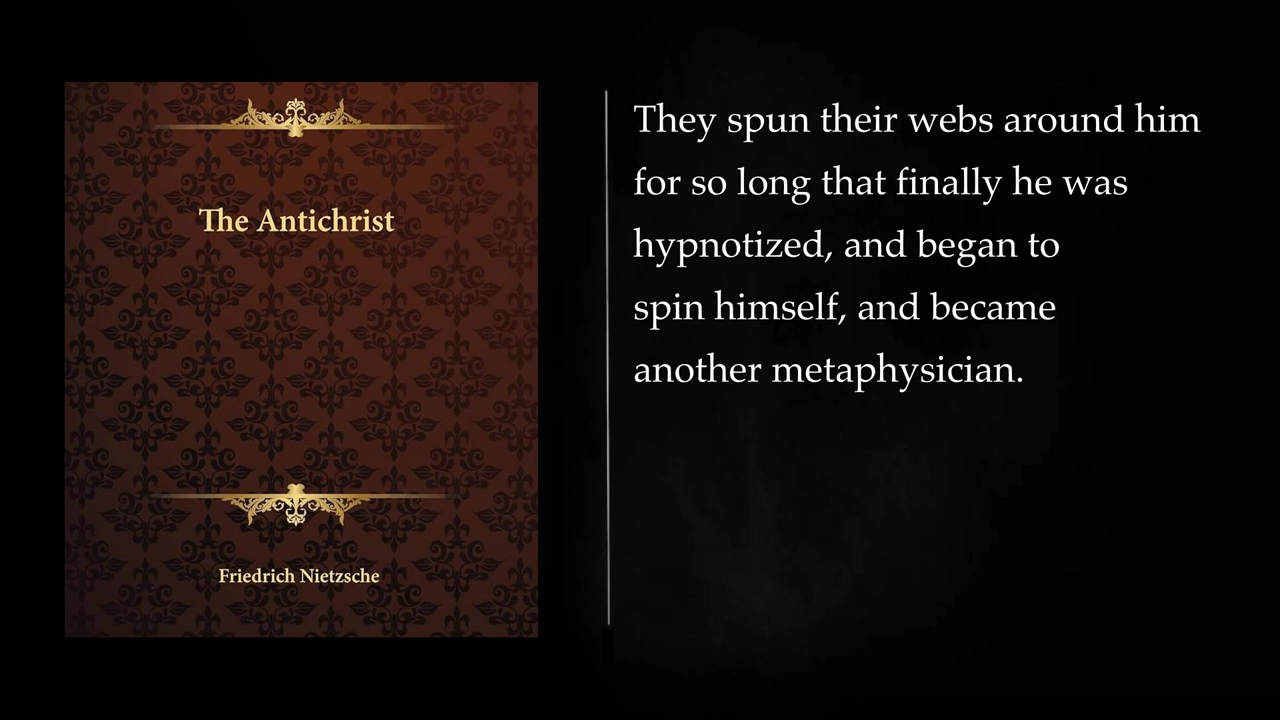 The Antichrist
Friedrich Nietzsche
They spun their webs around him
for so long that finally he was
hypnotized, and began to
spin himself, and became
another metaphysician.